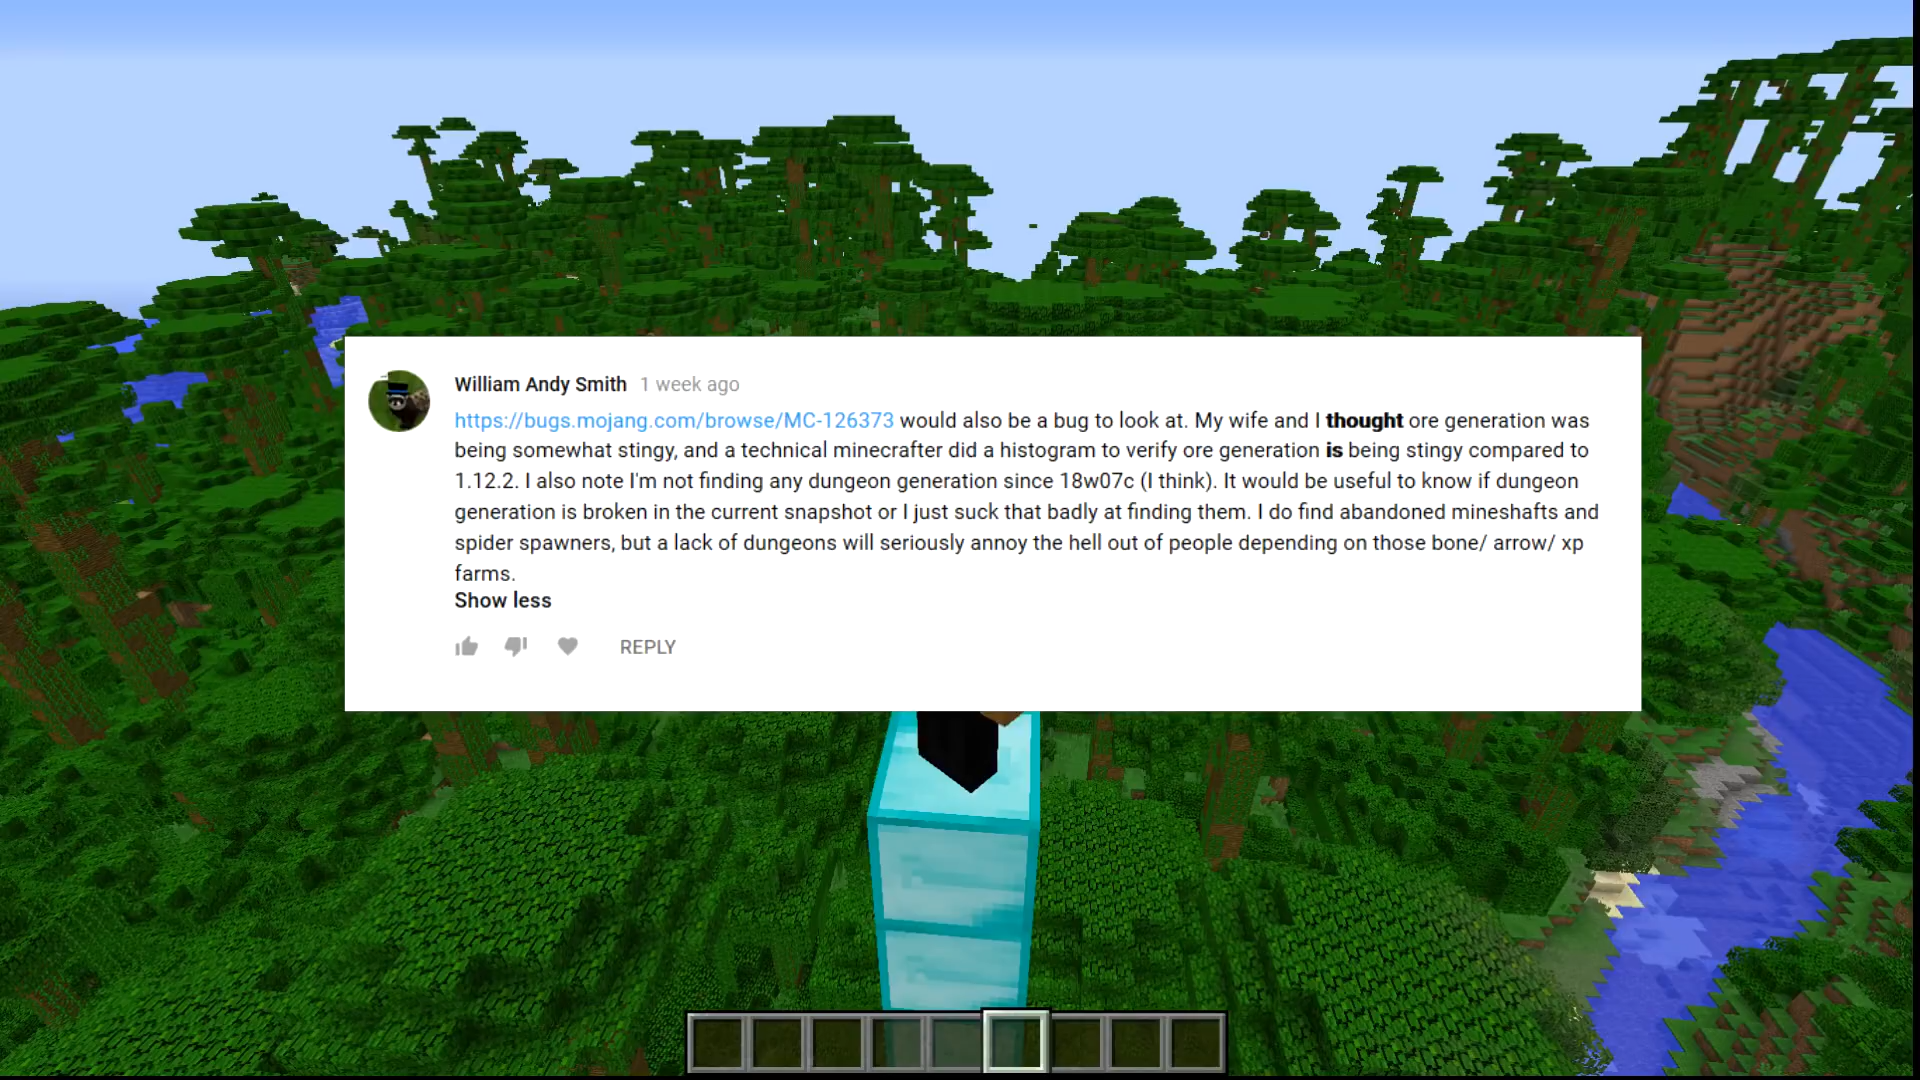 William Andy Smith 1 week ago
https://bugs.mojang.com/browse/MC-126373 would also be a bug to look at. My wife and I thought ore generation was
being somewhat stingy, and a technical minecrafter did a histogram to verify ore generation is being stingy compared to
1.12.2. I also note I'm not finding any dungeon generation since 18w07c (I think). It would be useful to know if dungeon
generation is broken in the current snapshot or I just suck that badly at finding them. I do find abandoned mineshafts and
spider spawners, but a lack of dungeons will seriously annoy the hell out of people depending on those bone/ arrow/ xp
farms.
Show less
REPLY